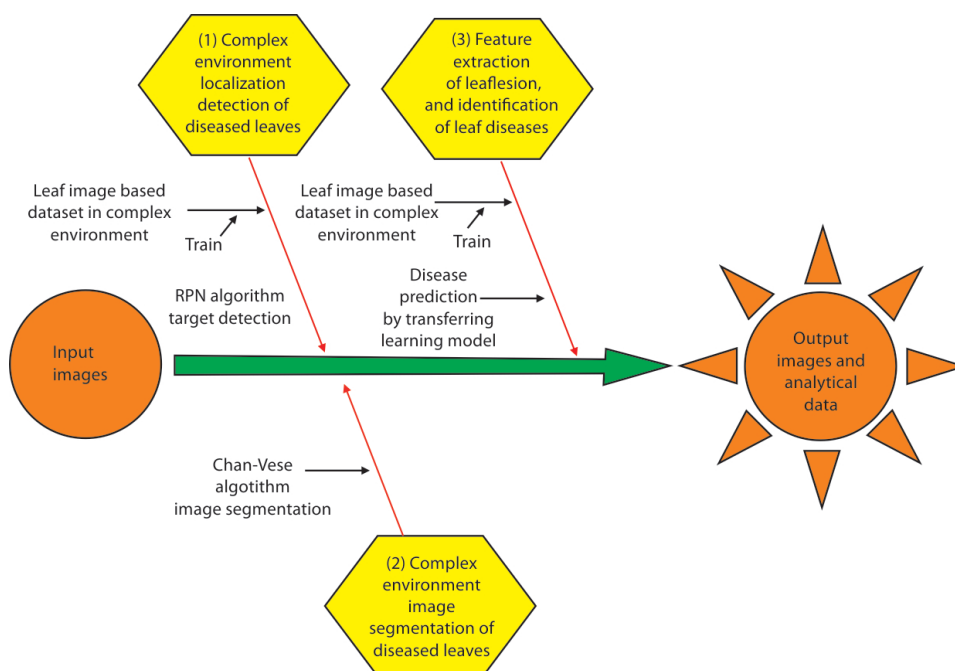 (1) Complex
environment
localization
detection of
diseased leaves
(3) Feature
extraction
of leaflesion,
and identification
of leaf diseases
Leaf image based
dataset in complex
environment
Train
Leaf image based
dataset in complex
environment
Train
RPN algorithm
target detection
Disease
prediction
by transferring
learning model
Input
images
Output
images and
analytical
data
Chan-Vese
algotithm
image segmentation
(2) Complex
environment
image
segmentation of
diseased leaves